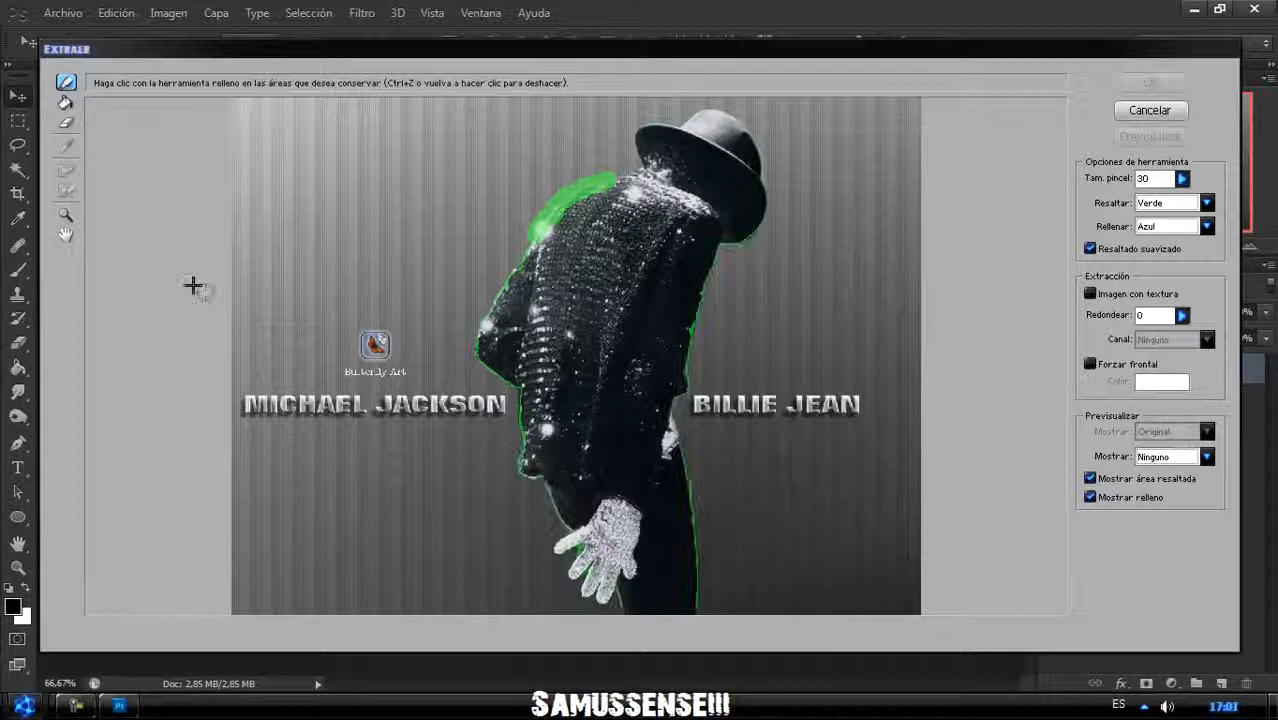 Archivo Edición Imagen Capa Type Selección Filtro 3D Vista Ventana Ayuda
EXTRAER
Haga clic con la herramienta relleno en las áreas que desea conservar (Ctrl+Z o vuelva a hacer clic para deshacer).
Cancelar
Previsualizar
Opciones de herramienta
Tam. pincel: 30
Resaltar: Verde
Rellenar: Azul
Resaltado suavizado
Extracción
Imagen con textura
Redondear: 0
Canal: Ninguno
Forzar frontal
Color:
Previsualizar
Mostrar: Original
Mostrar: Ninguno
Mostrar área resaltada
Mostrar relleno
Butterfly Art
MICHAEL JACKSON
BILLIE JEAN
66,67%
Doc: 2,85 MB/2,85 MB
fx
Ps
SAMUSSENSE!!!
ES
17:01